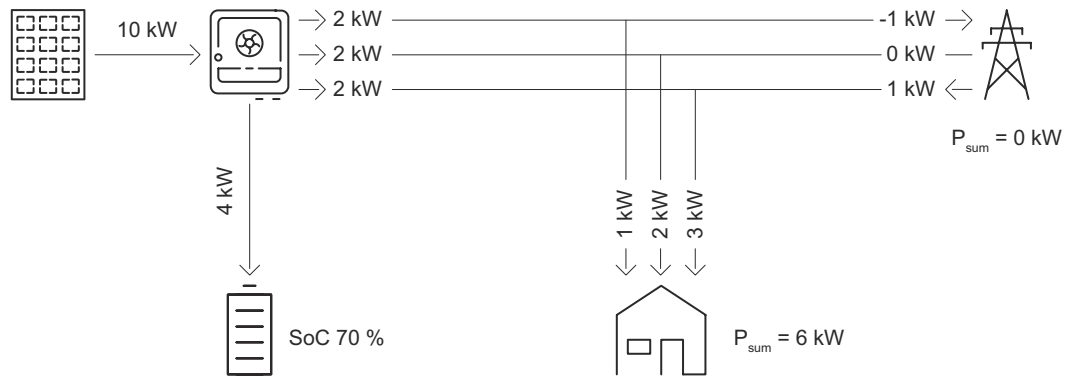 10 kW
2 kW
-1 kW
2 kW
0 kW
2 kW
1 kW
P_sum = 0 kW
4 kW
1 kW
2 kW
3 kW
SoC 70 %
P_sum = 6 kW